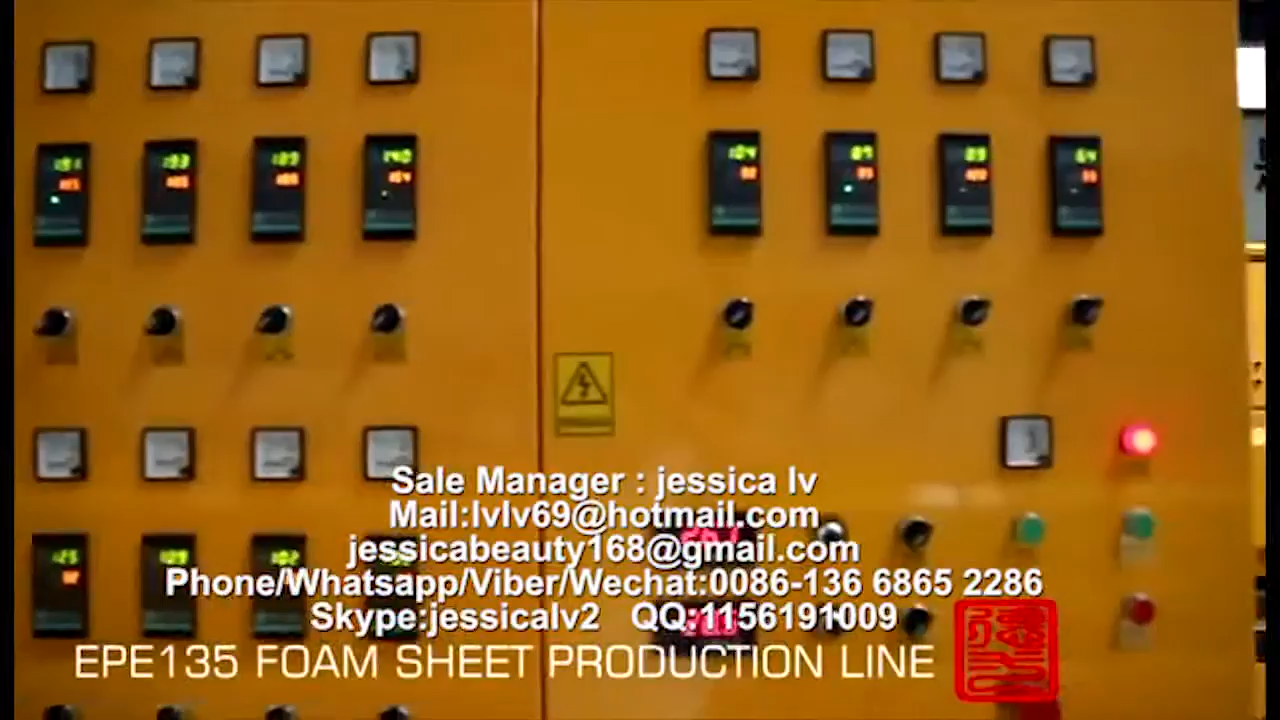 Sale Manager : jessica lv
Mail:lvlv69@hotmail.com
jessicabeauty168@gmail.com
Phone/Whatsapp/Viber/Wechat:0086-136 6865 2286
Skype:jessicalv2 QQ:1156191009
EPE135 FOAM SHEET PRODUCTION LINE